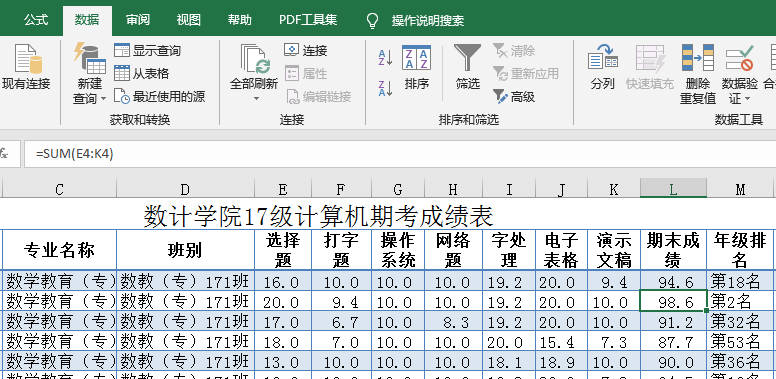 公式 数据 审阅 视图 帮助 PDF工具集 操作说明搜索
现有连接 新建查询 显示查询 从表格 最近使用的源 获取和转换
全部刷新 连接 属性 编辑链接 连接
排序 筛选 清除 重新应用 高级 排序和筛选
分列 快速填充 删除重复值 数据验证 数据工具
=SUM(E4:K4)
C D E F G H I J K L M
数计学院17级计算机期考成绩表
专业名称 班别 选择题 打字题 操作系统 网络题 字处理 电子表格 演示文稿 期末成绩 年级排名
数学教育（专） 数教（专）171班 16.0 10.0 10.0 10.0 19.2 20.0 9.4 94.6 第18名
数学教育（专） 数教（专）171班 20.0 9.4 10.0 10.0 19.2 20.0 10.0 98.6 第2名
数学教育（专） 数教（专）171班 17.0 6.7 10.0 8.3 19.2 20.0 10.0 91.2 第32名
数学教育（专） 数教（专）171班 18.0 7.0 10.0 10.0 20.0 15.4 7.3 87.7 第53名
数学教育（专） 数教（专）171班 13.0 10.0 10.0 10.0 18.1 18.9 10.0 90.0 第36名